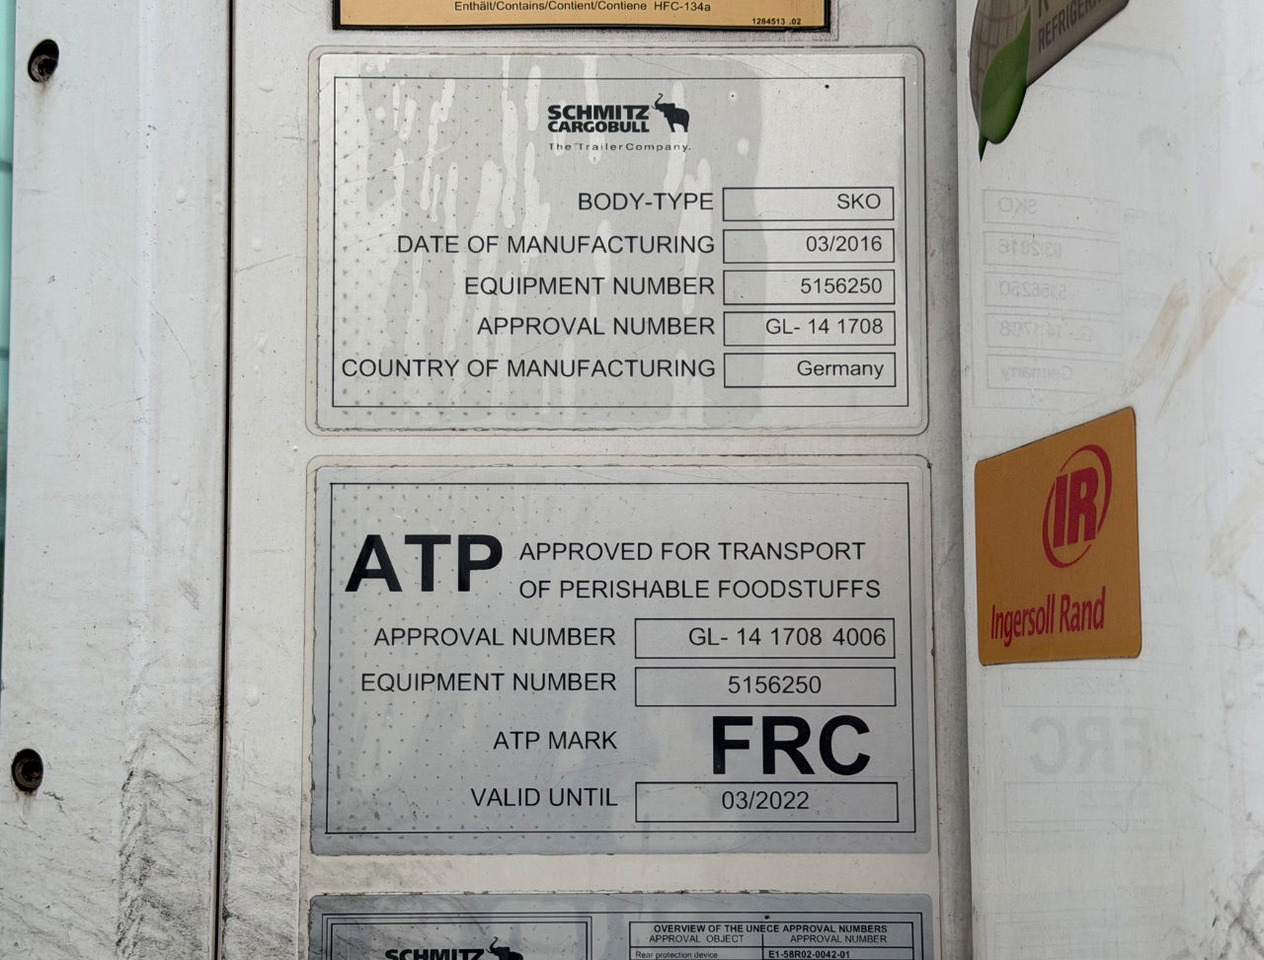 Enthält/Contains/Contient/Contiene HFC-134a
1284513 .02
SCHMITZ
CARGOBULL
The Trailer Company.
BODY-TYPE SKO
DATE OF MANUFACTURING 03/2016
EQUIPMENT NUMBER 5156250
APPROVAL NUMBER GL- 14 1708
COUNTRY OF MANUFACTURING Germany
ATP APPROVED FOR TRANSPORT
OF PERISHABLE FOODSTUFFS
APPROVAL NUMBER GL- 14 1708 4006
EQUIPMENT NUMBER 5156250
ATP MARK FRC
VALID UNTIL 03/2022
IR
Ingersoll Rand
SCHMITZ
OVERVIEW OF THE UNECE APPROVAL NUMBERS
APPROVAL OBJECT APPROVAL NUMBER
Rear protection device E1-58R02-0042-01